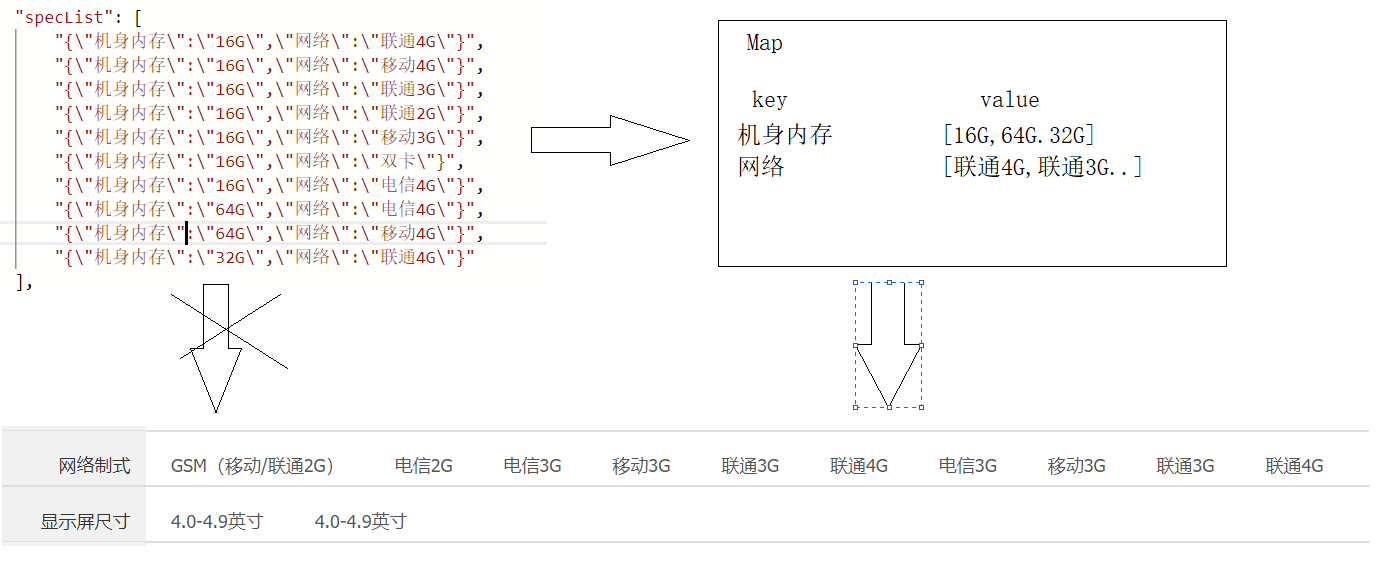 "specList": [
"{\"机身内存\":\"16G\",\"网络\":\"联通4G\"}",
"{\"机身内存\":\"16G\",\"网络\":\"移动4G\"}",
"{\"机身内存\":\"16G\",\"网络\":\"联通3G\"}",
"{\"机身内存\":\"16G\",\"网络\":\"联通2G\"}",
"{\"机身内存\":\"16G\",\"网络\":\"移动3G\"}",
"{\"机身内存\":\"16G\",\"网络\":\"双卡\"}",
"{\"机身内存\":\"16G\",\"网络\":\"电信4G\"}",
"{\"机身内存\":\"64G\",\"网络\":\"电信4G\"}",
"{\"机身内存\":\"64G\",\"网络\":\"移动4G\"}",
"{\"机身内存\":\"32G\",\"网络\":\"联通4G\"}"
],
Map
key value
机身内存 [16G,64G.32G]
网络 [联通4G,联通3G..]
网络制式 GSM（移动/联通2G） 电信2G 电信3G 移动3G 联通3G 联通4G 电信3G 移动3G 联通3G 联通4G
显示屏尺寸 4.0-4.9英寸 4.0-4.9英寸